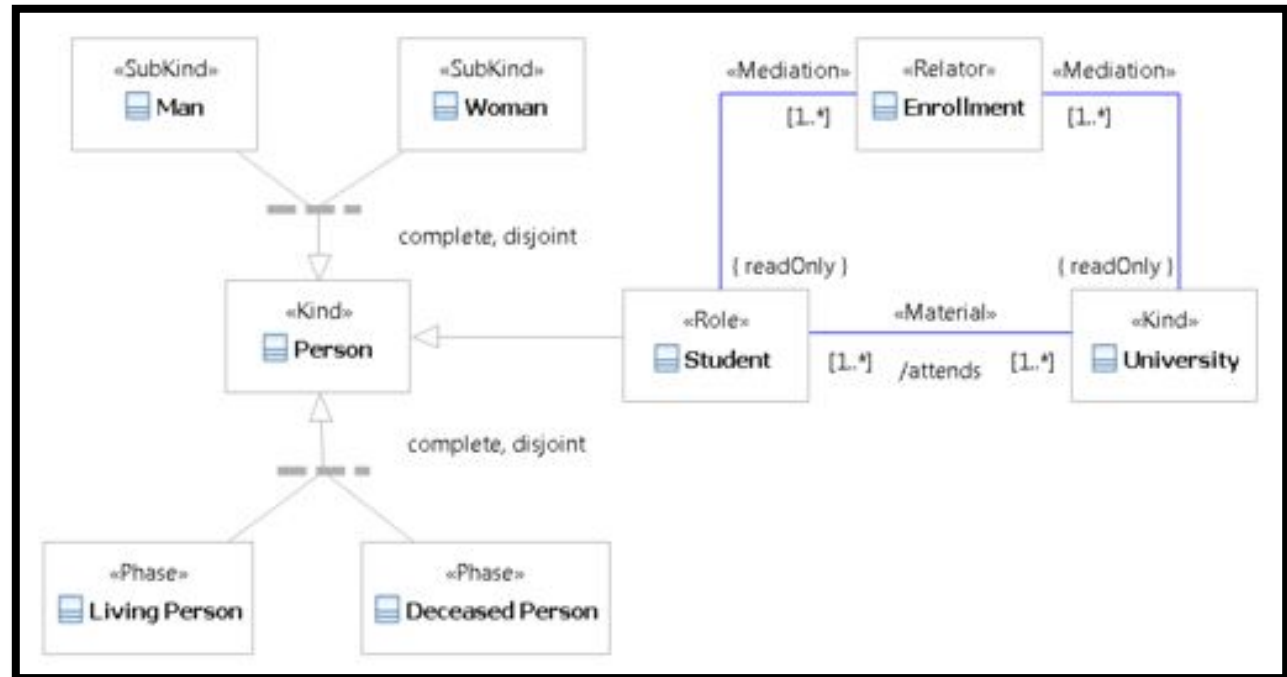 «SubKind»
Man
«SubKind»
Woman
«Mediation»
«Relator»
Enrollment
«Mediation»
[1..*]
[1..*]
complete, disjoint
{ readOnly }
{ readOnly }
«Kind»
Person
«Role»
Student
«Material»
[1..*]
/attends
[1..*]
«Kind»
University
complete, disjoint
«Phase»
Living Person
«Phase»
Deceased Person